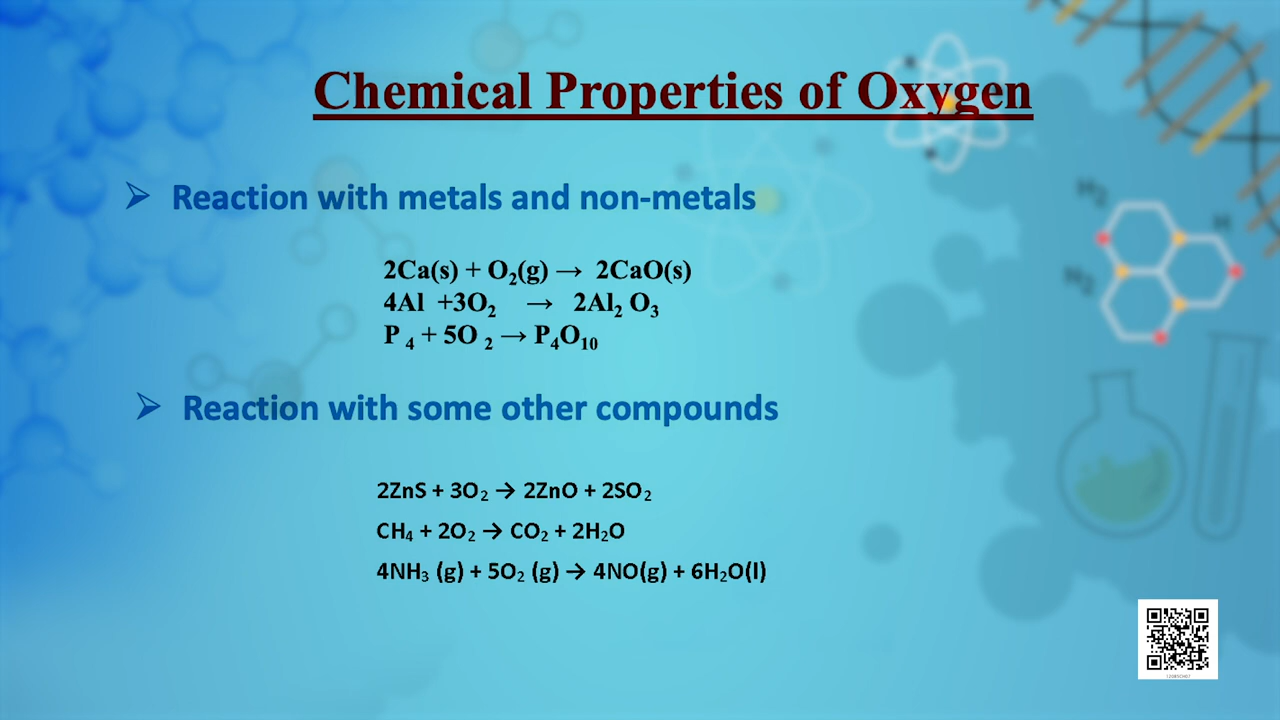 Chemical Properties of Oxygen
➢ Reaction with metals and non-metals
2Ca(s) + O₂(g) → 2CaO(s)
4Al +3O₂ → 2Al₂ O₃
P ₄ + 5O ₂ → P₄O₁₀
➢ Reaction with some other compounds
2ZnS + 3O₂ → 2ZnO + 2SO₂
CH₄ + 2O₂ → CO₂ + 2H₂O
4NH₃ (g) + 5O₂ (g) → 4NO(g) + 6H₂O(l)